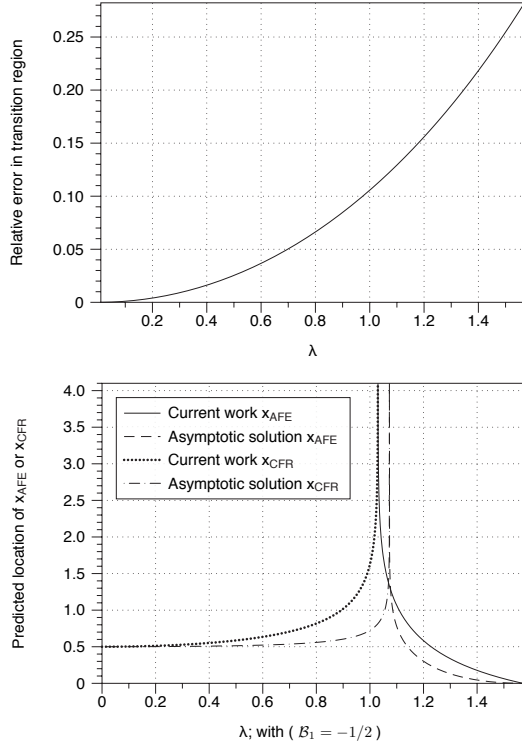 Relative error in transition region
0.25
0.20
0.15
0.10
0.05
0
0.2 0.4 0.6 0.8 1.0 1.2 1.4
λ
Predicted location of x_AFE or x_CFR
4.0
3.5
3.0
2.5
2.0
1.5
1.0
0.5
0
Current work x_AFE
Asymptotic solution x_AFE
Current work x_CFR
Asymptotic solution x_CFR
0 0.2 0.4 0.6 0.8 1.0 1.2 1.4
λ; with ( ℬ₁ = −1/2 )